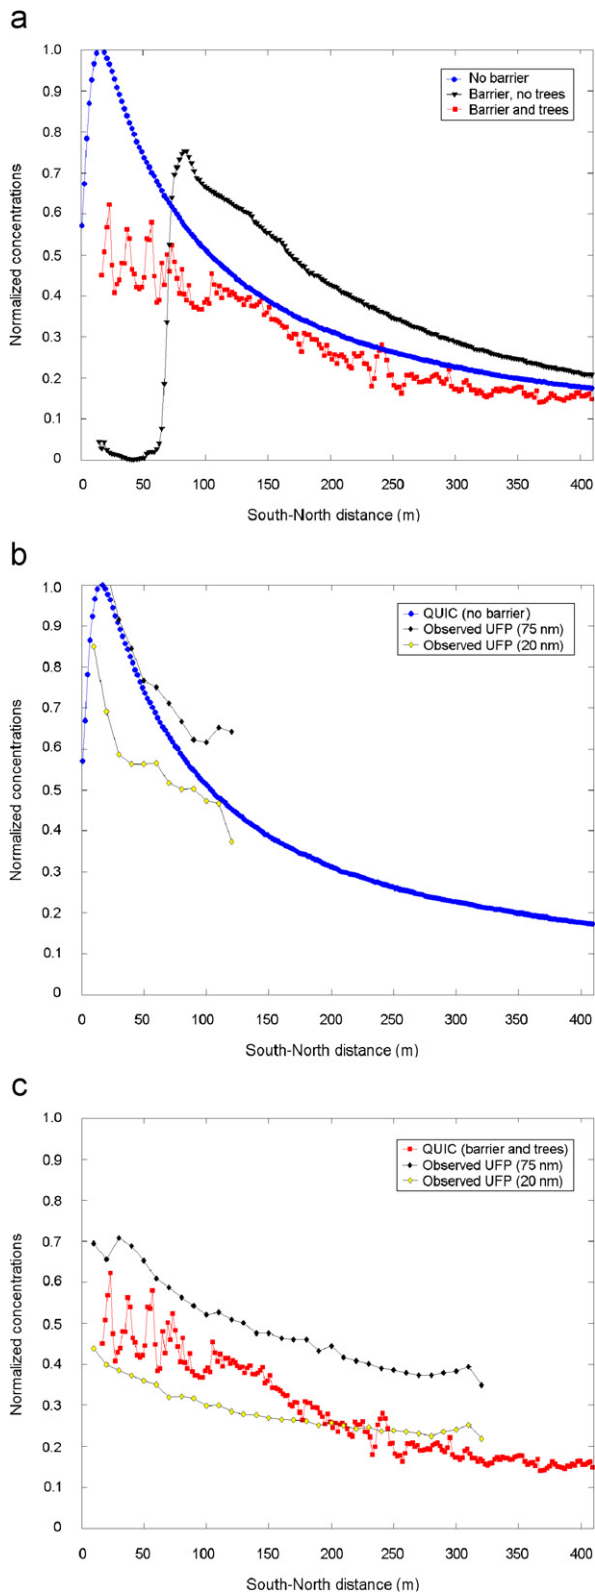 a
1.0
0.9
0.8
0.7
0.6
0.5
0.4
0.3
0.2
0.1
0
Normalized concentrations
No barrier
Barrier, no trees
Barrier and trees
0 50 100 150 200 250 300 350 400
South-North distance (m)
b
1.0
0.9
0.8
0.7
0.6
0.5
0.4
0.3
0.2
0.1
0
Normalized concentrations
QUIC (no barrier)
Observed UFP (75 nm)
Observed UFP (20 nm)
0 50 100 150 200 250 300 350 400
South-North distance (m)
c
1.0
0.9
0.8
0.7
0.6
0.5
0.4
0.3
0.2
0.1
0
Normalized concentrations
QUIC (barrier and trees)
Observed UFP (75 nm)
Observed UFP (20 nm)
0 50 100 150 200 250 300 350 400
South-North distance (m)